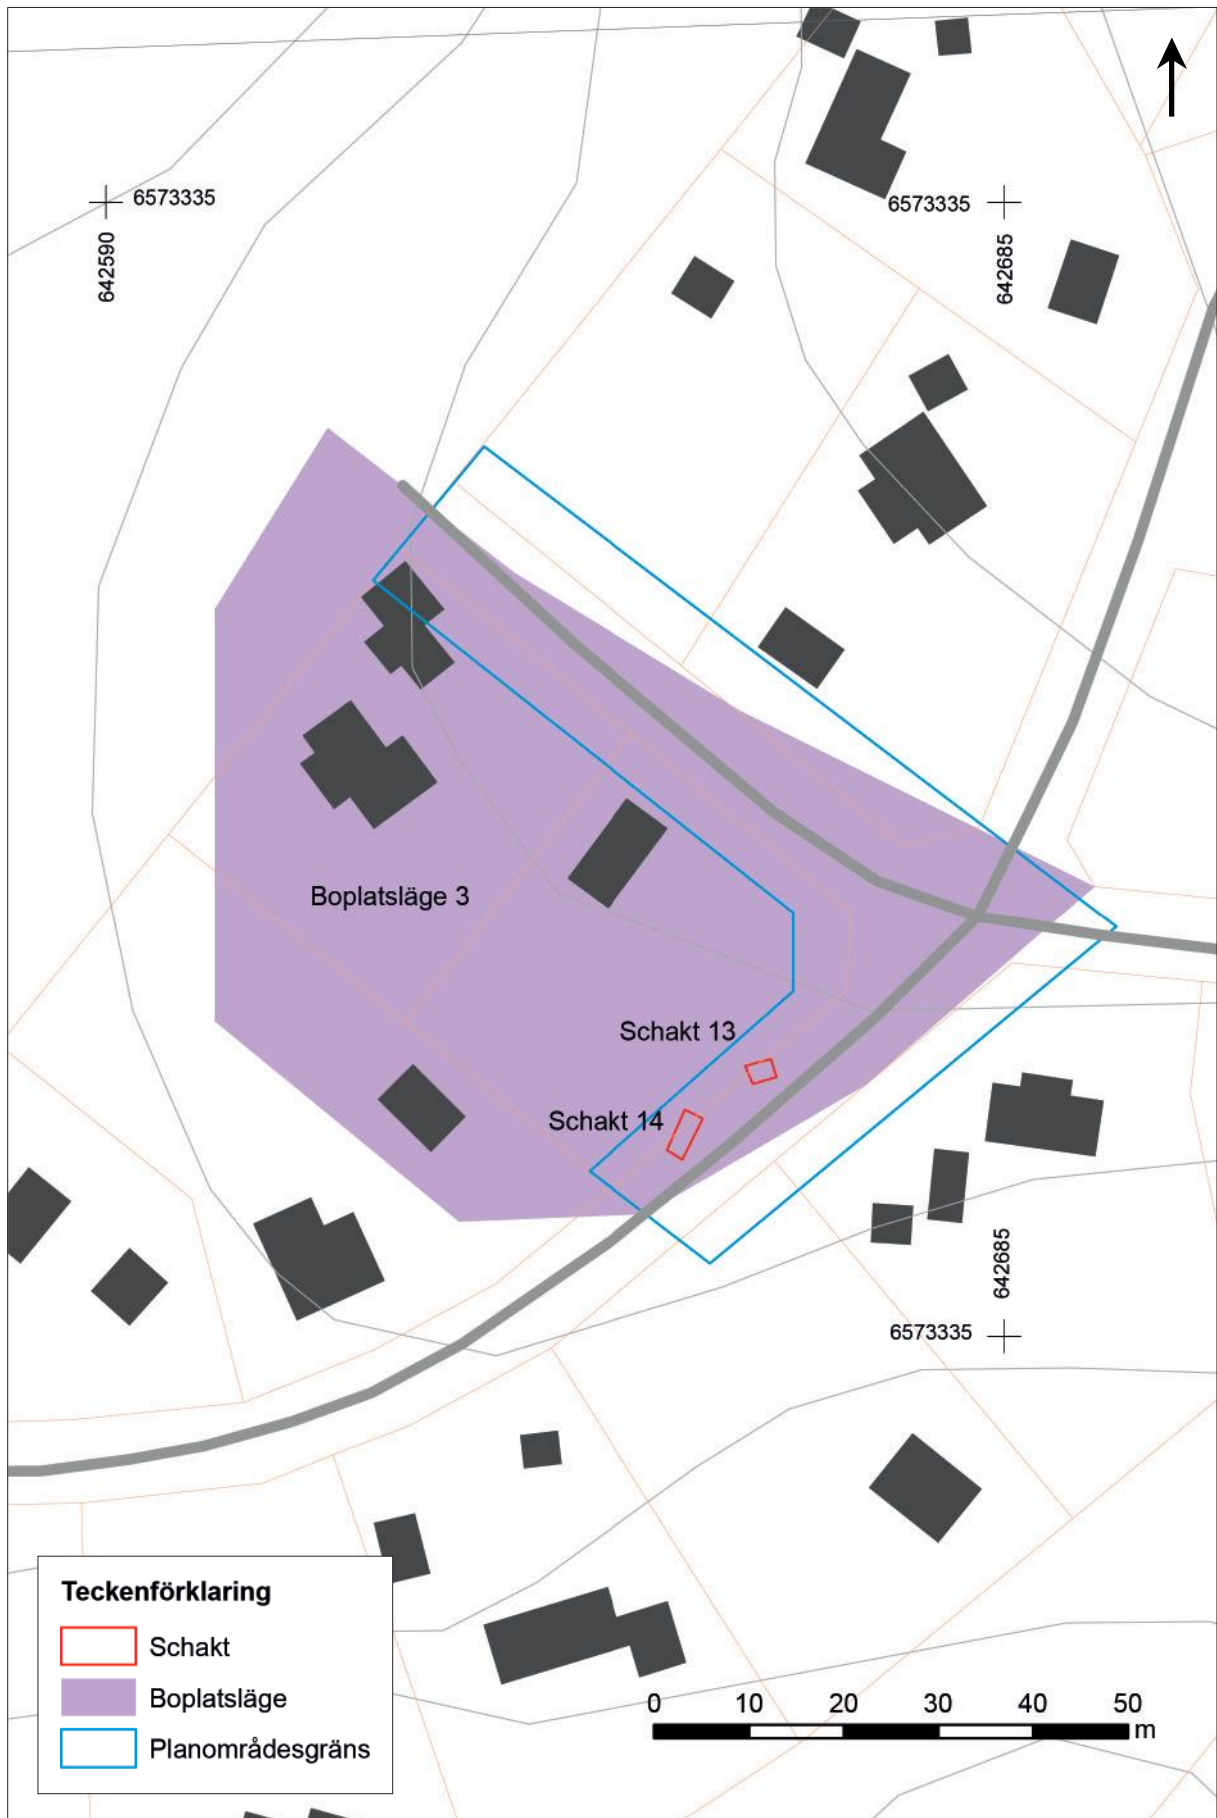 6573335
6573335
642590
642685
Boplatsläge 3
Schakt 13
Schakt 14
642685
6573335
Teckenförklaring
Schakt
Boplatsläge
Planområdesgräns
0 10 20 30 40 50
m